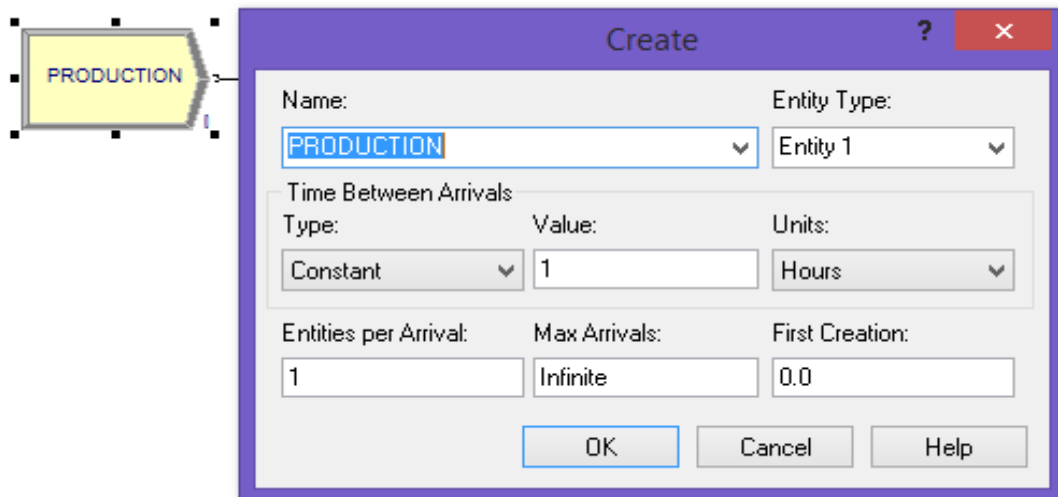 PRODUCTION
Create
?
Name:
Entity Type:
PRODUCTION
Entity 1
Time Between Arrivals
Type:
Value:
Units:
Constant
1
Hours
Entities per Arrival:
Max Arrivals:
First Creation:
1
Infinite
0.0
OK
Cancel
Help